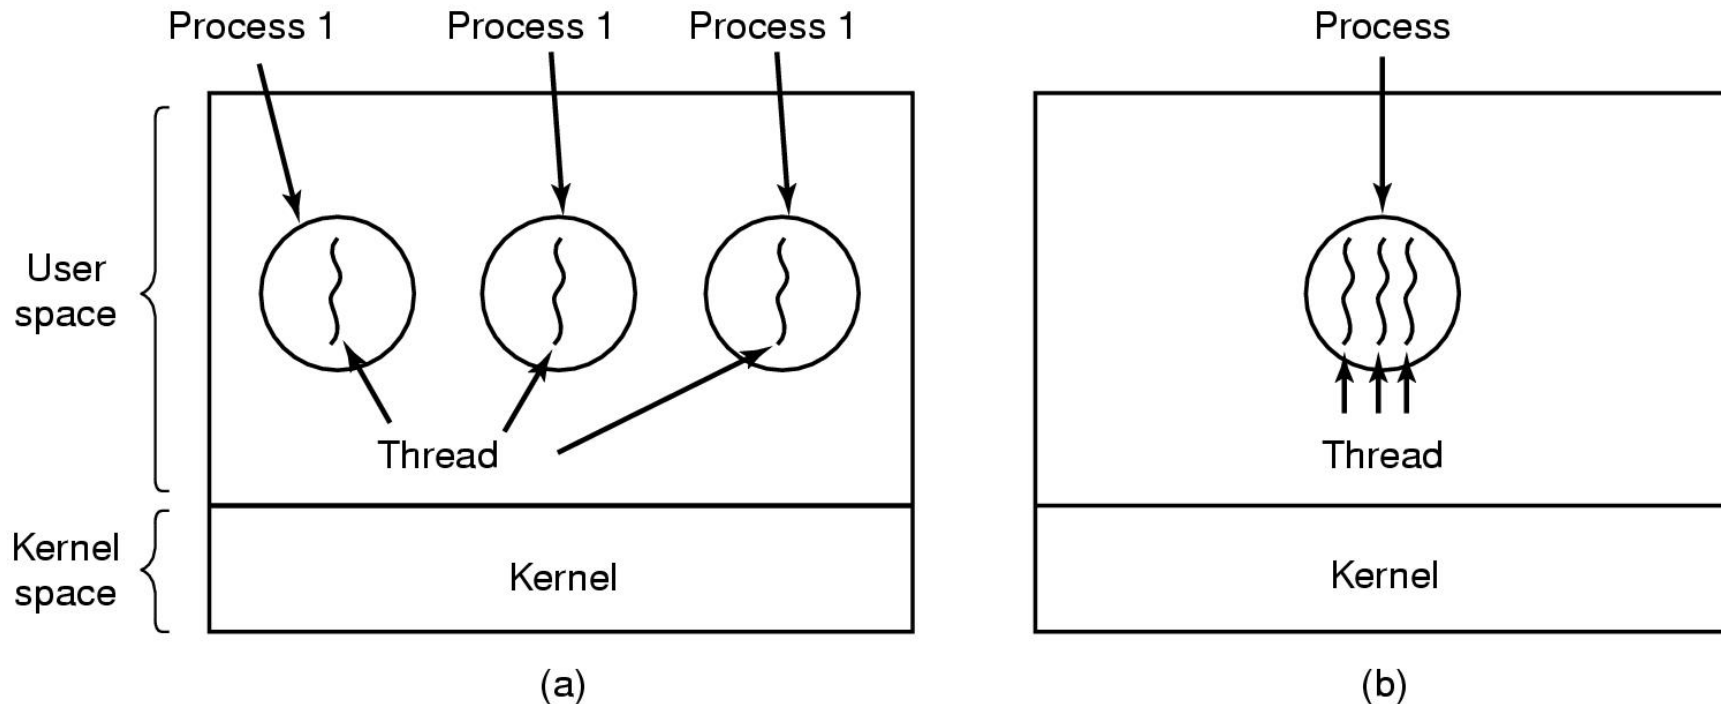 Process 1
Process 1
Process 1
Process
User
space
Thread
Thread
Kernel
space
Kernel
Kernel
(a)
(b)